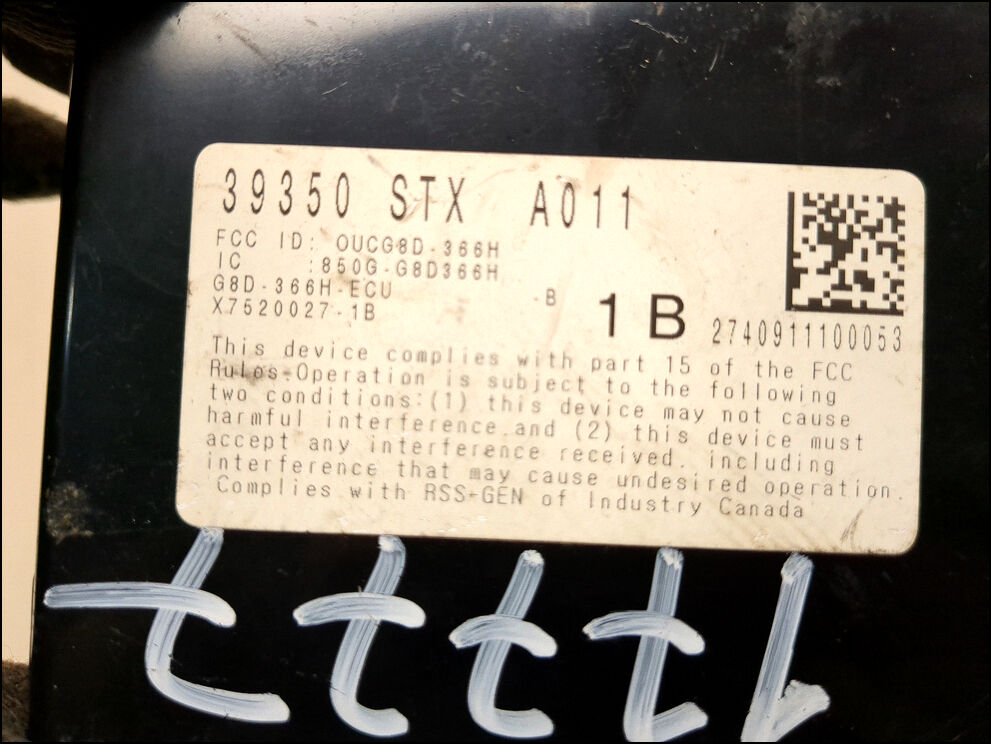 39350 STX A011
FCC ID: OUCG8D-366H
IC :850G-G8D366H
G8D-366H-ECU -B
X7520027-1B
1B
2740911100053
This device complies with part 15 of the FCC
Rules.Operation is subject to the following
two conditions:(1) this device may not cause
harmful interference,and (2) this device must
accept any interference received, including
interference that may cause undesired operation.
Complies with RSS-GEN of Industry Canada
17777